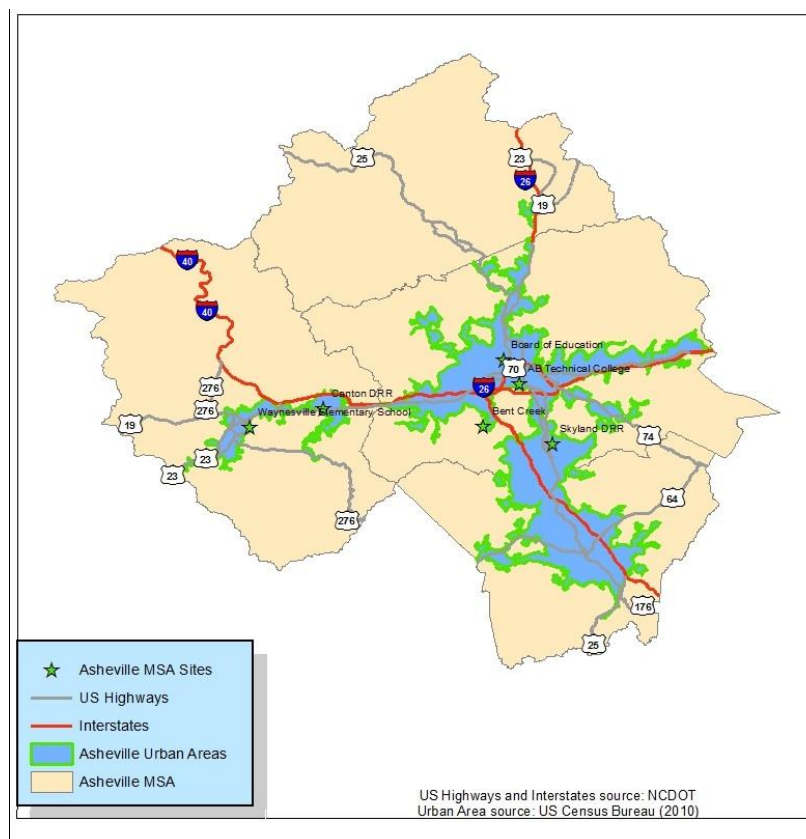 25
23
26
19
40
40
Board of Education
70
AB Technical College
276
26
Canton DRR
276
Waynesville Elementary School
Bent Creek
19
Skyland DRR
74
23
23
64
276
176
25
Asheville MSA Sites
US Highways
Interstates
Asheville Urban Areas
Asheville MSA
US Highways and Interstates source: NCDOT
Urban Area source: US Census Bureau (2010)